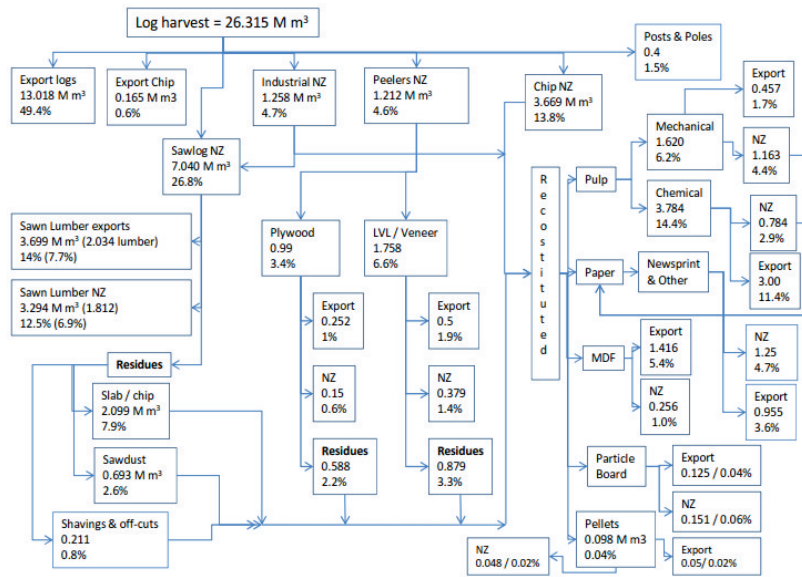 Log harvest = 26.315 M m³
Posts & Poles
0.4
1.5%
Export logs
13.018 M m³
49.4%
Export Chip
0.165 M m3
0.6%
Industrial NZ
1.258 M m³
4.7%
Peelers NZ
1.212 M m³
4.6%
Chip NZ
3.669 M m³
13.8%
Export
0.457
1.7%
Sawlog NZ
7.040 M m³
26.8%
Mechanical
1.620
6.2%
NZ
1.163
4.4%
Reconstituted
Pulp
Chemical
3.784
14.4%
NZ
0.784
2.9%
Export
3.00
11.4%
Sawn Lumber exports
3.699 M m³ (2.034 lumber)
14% (7.7%)
Plywood
0.99
3.4%
LVL / Veneer
1.758
6.6%
Paper
Newsprint
& Other
Sawn Lumber NZ
3.294 M m³ (1.812)
12.5% (6.9%)
Export
0.252
1%
Export
0.5
1.9%
MDF
Export
1.416
5.4%
NZ
1.25
4.7%
Residues
Slab / chip
2.099 M m³
7.9%
NZ
0.15
0.6%
NZ
0.379
1.4%
NZ
0.256
1.0%
Export
0.955
3.6%
Sawdust
0.693 M m³
2.6%
Residues
0.588
2.2%
Residues
0.879
3.3%
Particle
Board
Export
0.125 / 0.04%
NZ
0.151 / 0.06%
Shavings & off-cuts
0.211
0.8%
Pellets
0.098 M m3
0.04%
NZ
0.048 / 0.02%
Export
0.05/ 0.02%